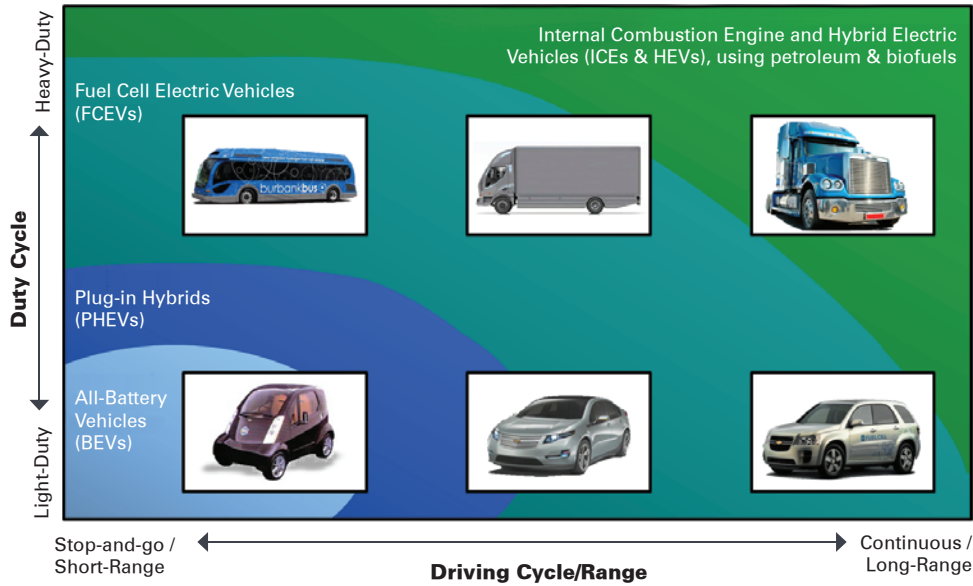 Heavy-Duty
Duty Cycle
Light-Duty
Internal Combustion Engine and Hybrid Electric
Vehicles (ICEs & HEVs), using petroleum & biofuels
Fuel Cell Electric Vehicles
(FCEVs)
burbankbus
Plug-in Hybrids
(PHEVs)
All-Battery
Vehicles
(BEVs)
FUEL CELL
Stop-and-go /
Short-Range
Driving Cycle/Range
Continuous /
Long-Range